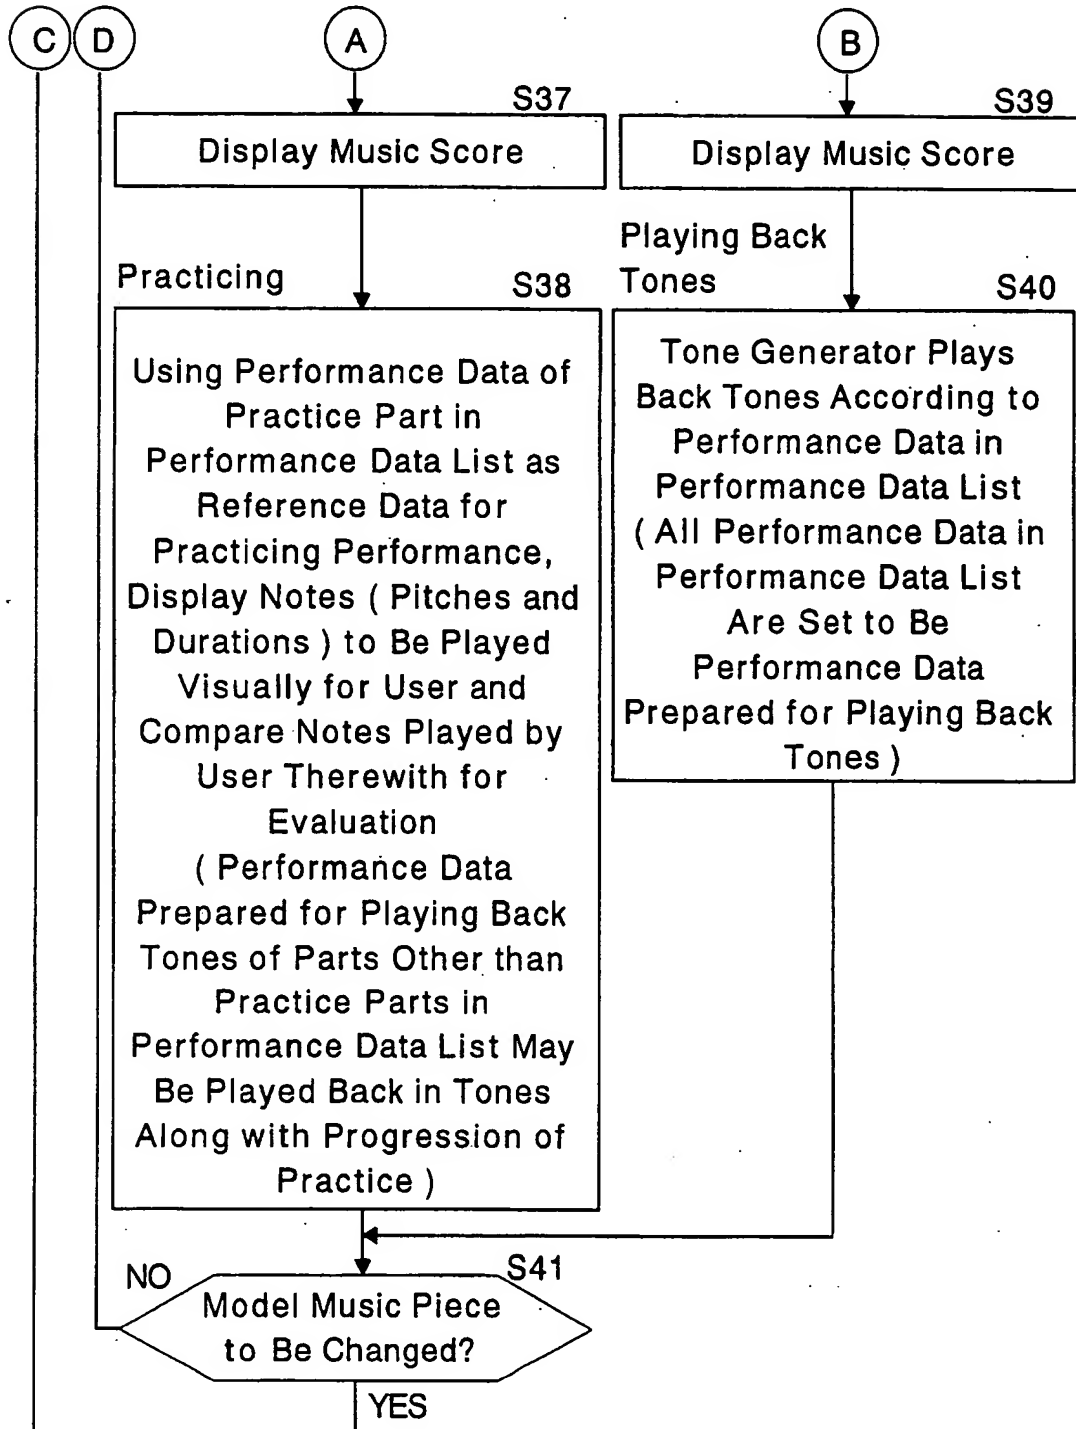 C D A B
S37
Display Music Score
S39
Display Music Score
Practicing
S38
Using Performance Data of
Practice Part in
Performance Data List as
Reference Data for
Practicing Performance,
Display Notes ( Pitches and
Durations ) to Be Played
Visually for User and
Compare Notes Played by
User Therewith for
Evaluation
( Performance Data
Prepared for Playing Back
Tones of Parts Other than
Practice Parts in
Performance Data List May
Be Played Back in Tones
Along with Progression of
Practice )
Playing Back
Tones
S40
Tone Generator Plays
Back Tones According to
Performance Data in
Performance Data List
( All Performance Data in
Performance Data List
Are Set to Be
Performance Data
Prepared for Playing Back
Tones )
NO
S41
Model Music Piece
to Be Changed?
YES